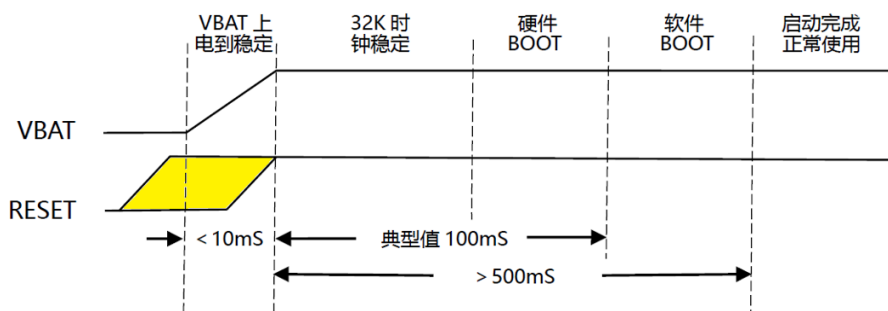 VBAT 上
电到稳定
32K 时
钟稳定
硬件
BOOT
软件
BOOT
启动完成
正常使用
VBAT
RESET
< 10mS
典型值 100mS
> 500mS